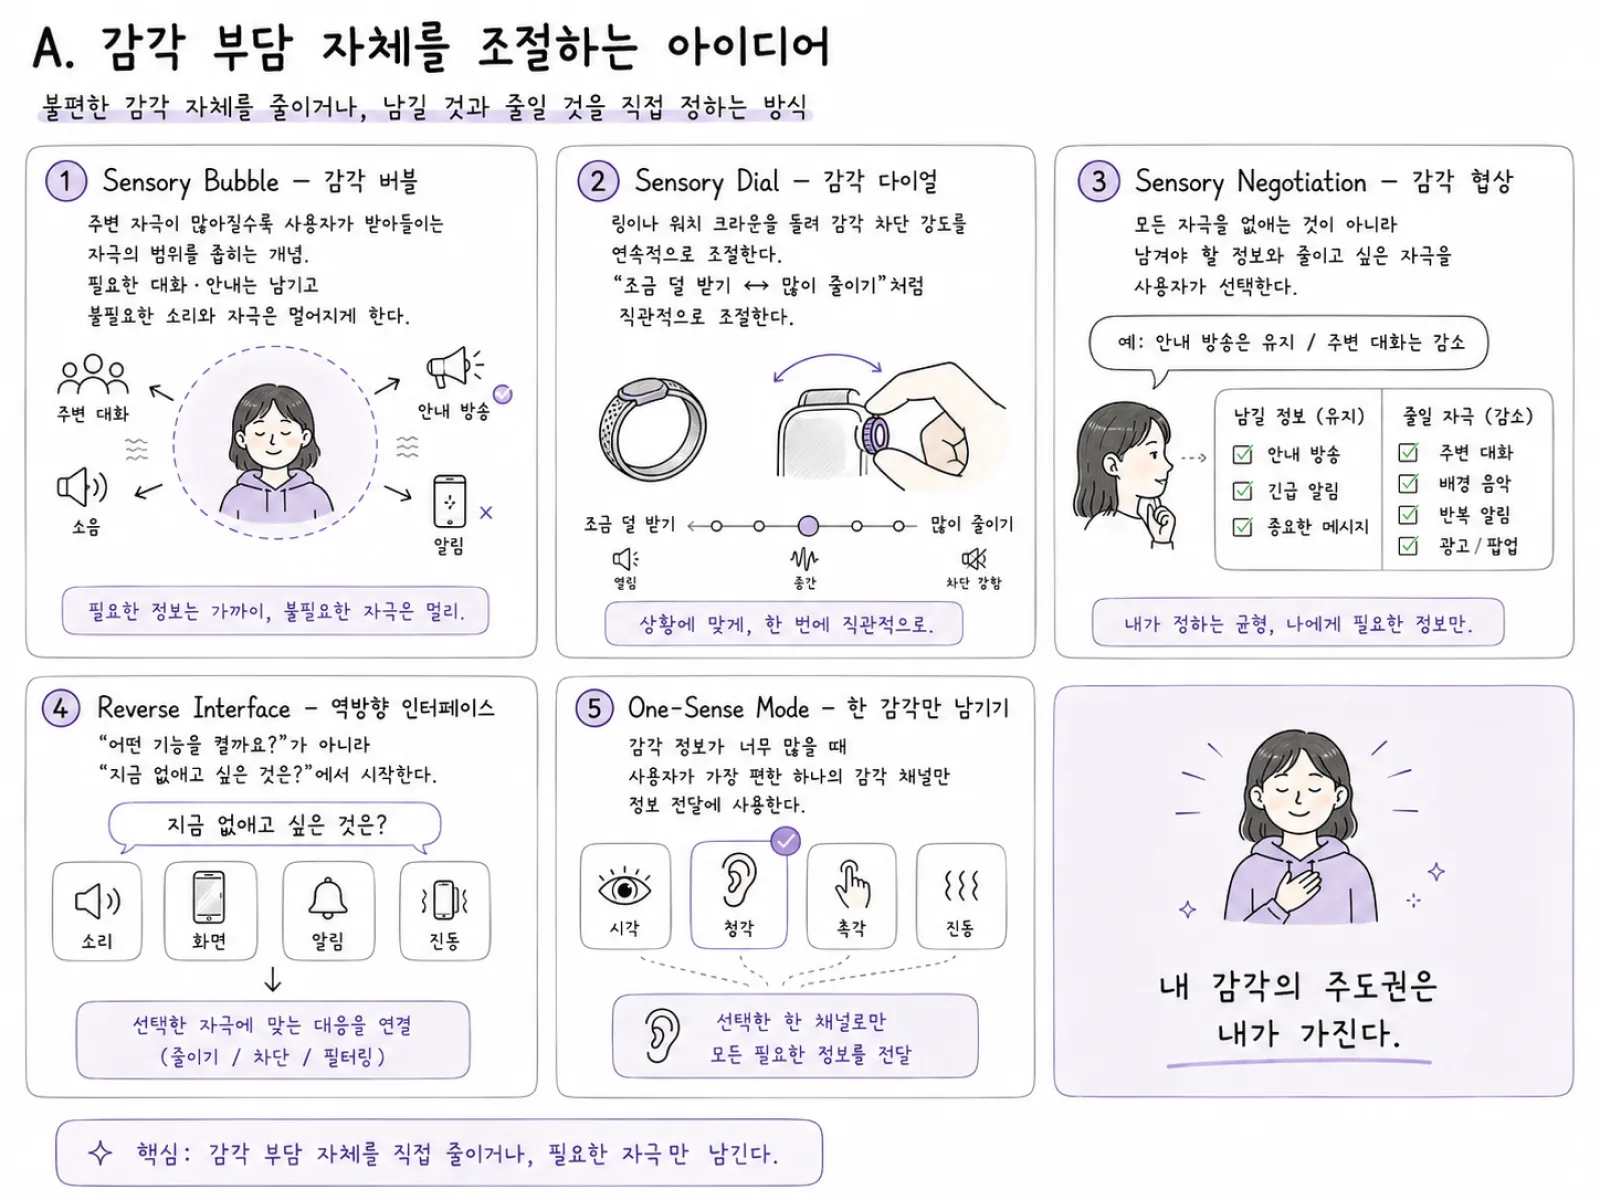 A. 감각 부담 자체를 조절하는 아이디어
불편한 감각 자체를 줄이거나, 남길 것과 줄일 것을 직접 정하는 방식
1 Sensory Bubble – 감각 버블
주변 자극이 많아질수록 사용자가 받아들이는
자극의 범위를 좁히는 개념.
필요한 대화·안내는 남기고
불필요한 소리와 자극은 멀어지게 한다.
주변 대화
안내 방송
소음
알림
필요한 정보는 가까이, 불필요한 자극은 멀리.
2 Sensory Dial – 감각 다이얼
링이나 워치 크라운을 돌려 감각 차단 강도를
연속적으로 조절한다.
“조금 덜 받기 ↔ 많이 줄이기”처럼
직관적으로 조절한다.
조금 덜 받기
많이 줄이기
열림
중간
차단 강함
상황에 맞게, 한 번에 직관적으로.
3 Sensory Negotiation – 감각 협상
모든 자극을 없애는 것이 아니라
남겨야 할 정보와 줄이고 싶은 자극을
사용자가 선택한다.
예: 안내 방송은 유지 / 주변 대화는 감소
남길 정보 (유지)
안내 방송
긴급 알림
중요한 메시지
줄일 자극 (감소)
주변 대화
배경 음악
반복 알림
광고/팝업
내가 정하는 균형, 나에게 필요한 정보만.
4 Reverse Interface – 역방향 인터페이스
“어떤 기능을 켤까요?”가 아니라
“지금 없애고 싶은 것은?”에서 시작한다.
지금 없애고 싶은 것은?
소리
화면
알림
진동
선택한 자극에 맞는 대응을 연결
(줄이기 / 차단 / 필터링)
5 One-Sense Mode – 한 감각만 남기기
감각 정보가 너무 많을 때
사용자가 가장 편한 하나의 감각 채널만
정보 전달에 사용한다.
시각
청각
촉각
진동
선택한 한 채널로만
모든 필요한 정보를 전달
내 감각의 주도권은
내가 가진다.
핵심: 감각 부담 자체를 직접 줄이거나, 필요한 자극만 남긴다.